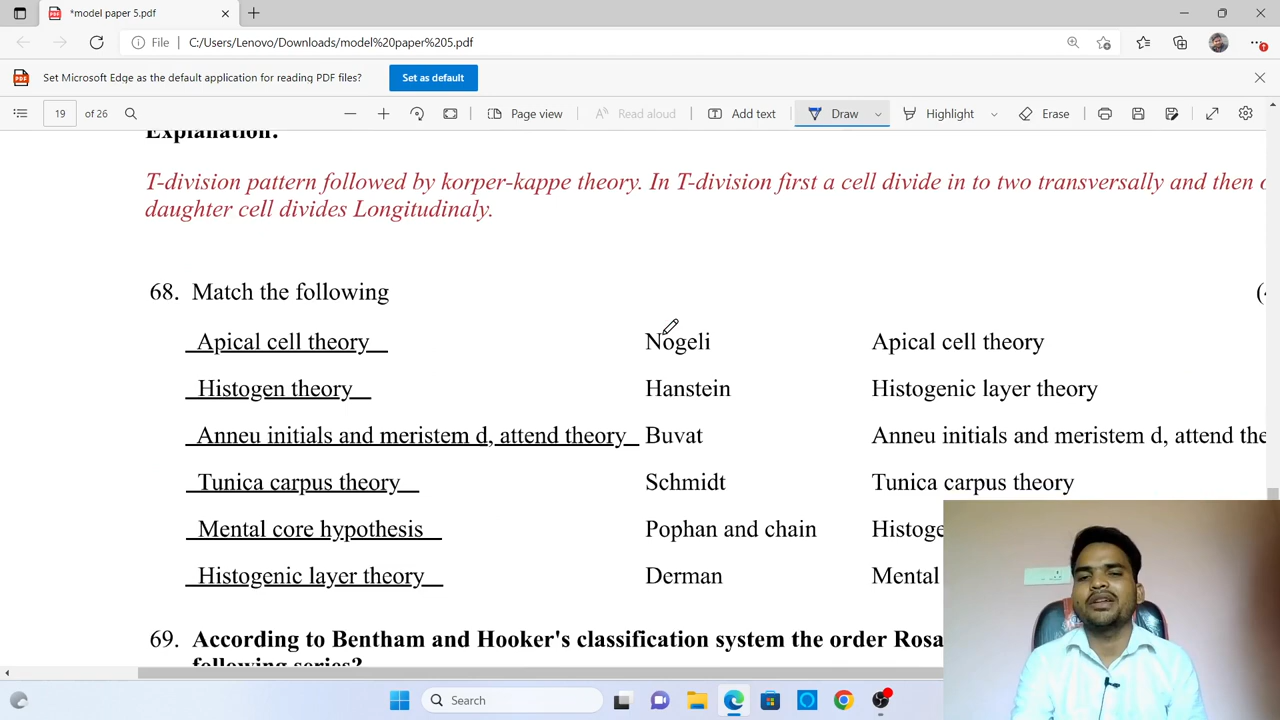 *model paper 5.pdf
File C:/Users/Lenovo/Downloads/model%20paper%205.pdf
Set Microsoft Edge as the default application for reading PDF files? Set as default
19 of 26 Page view Read aloud Add text Draw Highlight Erase
Explanation:
T-division pattern followed by korper-kappe theory. In T-division first a cell divide in to two transversally and then
daughter cell divides Longitudinaly.
68. Match the following (
Apical cell theory Nogeli Apical cell theory
Histogen theory Hanstein Histogenic layer theory
Anneu initials and meristem d, attend theory Buvat Anneu initials and meristem d, attend the
Tunica carpus theory Schmidt Tunica carpus theory
Mental core hypothesis Pophan and chain Histoge
Histogenic layer theory Derman Mental
69. According to Bentham and Hooker's classification system the order Rosa
following series?
Search